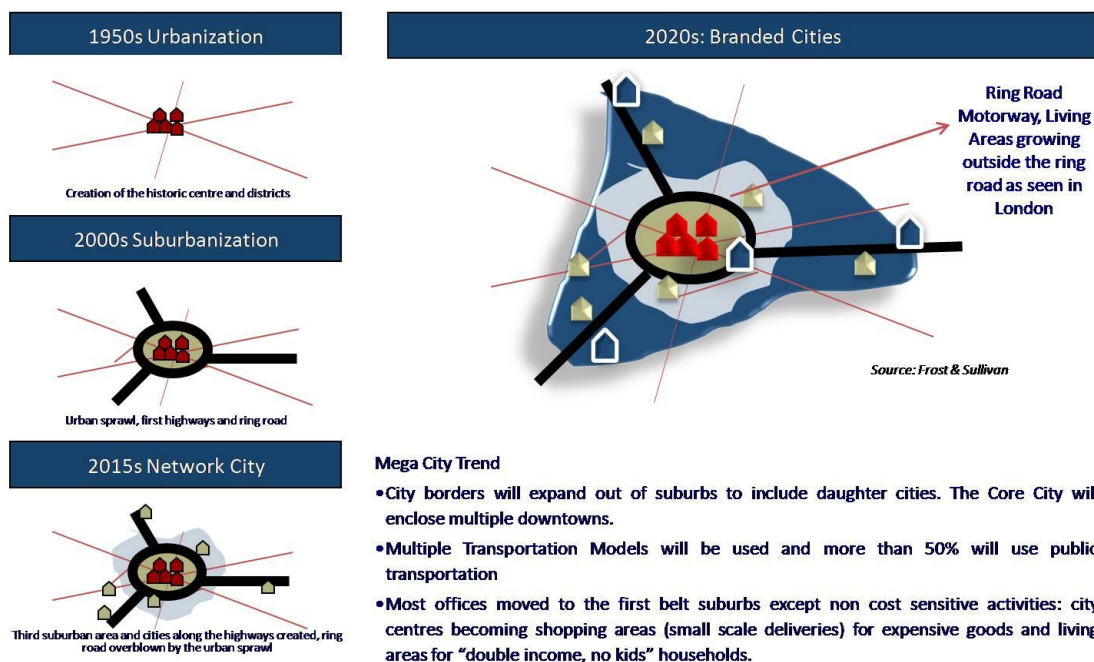 1950s Urbanization
Creation of the historic centre and districts
2000s Suburbanization
Urban sprawl, first highways and ring road
2015s Network City
Third suburban area and cities along the highways created, ring
road overblown by the urban sprawl
2020s: Branded Cities
Ring Road
Motorway, Living
Areas growing
outside the ring
road as seen in
London
Source: Frost & Sullivan
Mega City Trend
•City borders will expand out of suburbs to include daughter cities. The Core City will
enclose multiple downtowns.
•Multiple Transportation Models will be used and more than 50% will use public
transportation
•Most offices moved to the first belt suburbs except non cost sensitive activities: city
centres becoming shopping areas (small scale deliveries) for expensive goods and living
areas for “double income, no kids” households.